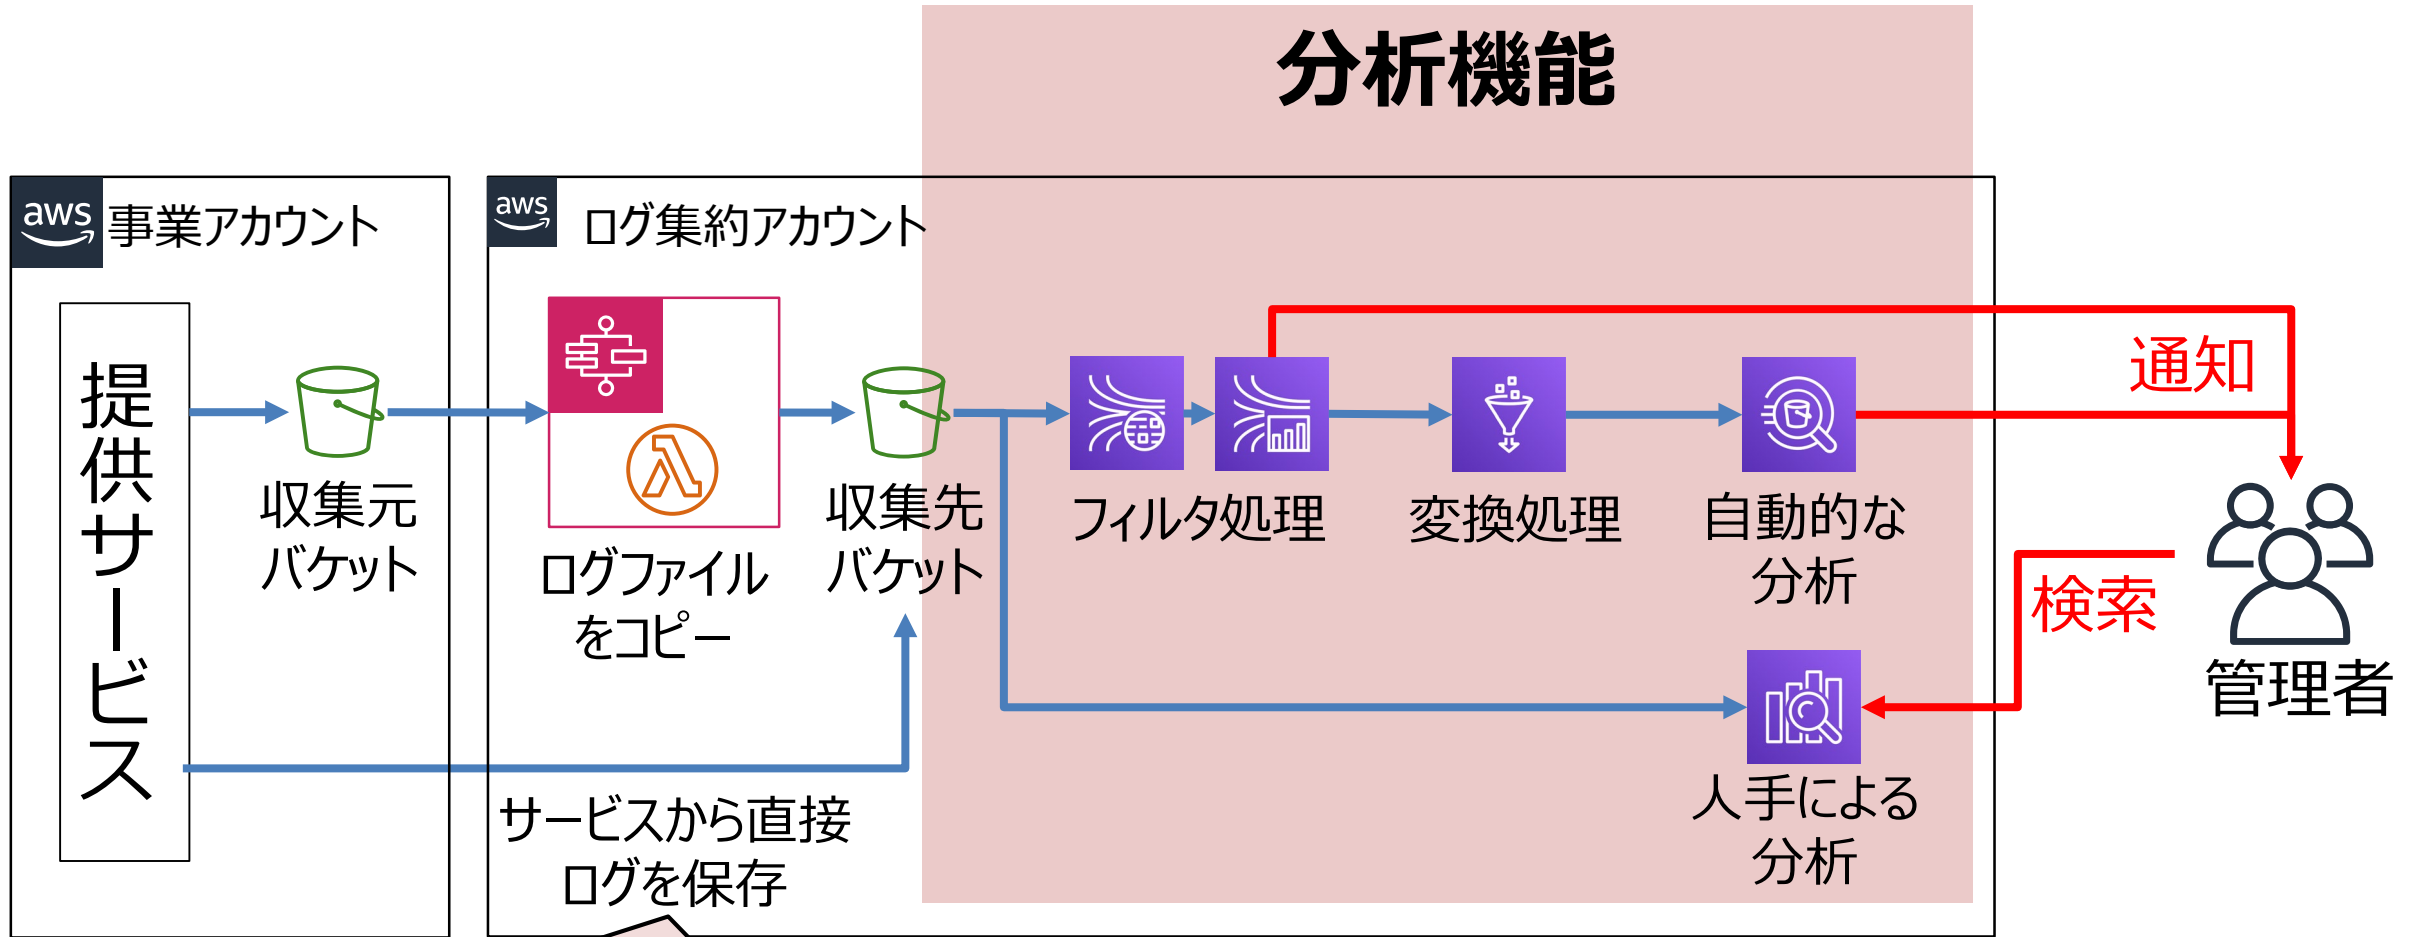 分析機能
aws
事業アカウント
aws
ログ集約アカウント
提供サービス
収集元
バケット
ログファイル
をコピー
収集先
バケット
フィルタ処理
変換処理
自動的な
分析
通知
検索
管理者
人手による
分析
サービスから直接
ログを保存